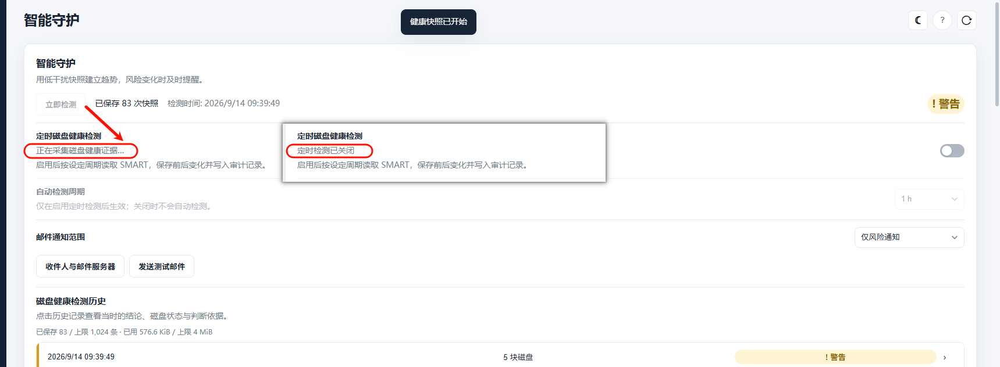 智能守护
健康快照已开始
?
智能守护
用低干扰快照建立趋势，风险变化时及时提醒。
立即检测
已保存 83 次快照 检测时间: 2026/9/14 09:39:49
! 警告
定时磁盘健康检测
正在采集磁盘健康证据...
启用后按设定周期读取 SMART，保存前后变化并写入审计记录。
定时磁盘健康检测
定时检测已关闭
启用后按设定周期读取 SMART，保存前后变化并写入审计记录。
自动检测周期
仅在启用定时检测后生效；关闭时不会自动检测。
1 h
邮件通知范围
仅风险通知
收件人与邮件服务器
发送测试邮件
磁盘健康检测历史
点击历史记录查看当时的结论、磁盘状态与判断依据。
已保存 83 / 上限 1,024 条 · 已用 576.6 KiB / 上限 4 MiB
2026/9/14 09:39:49
5 块磁盘
! 警告